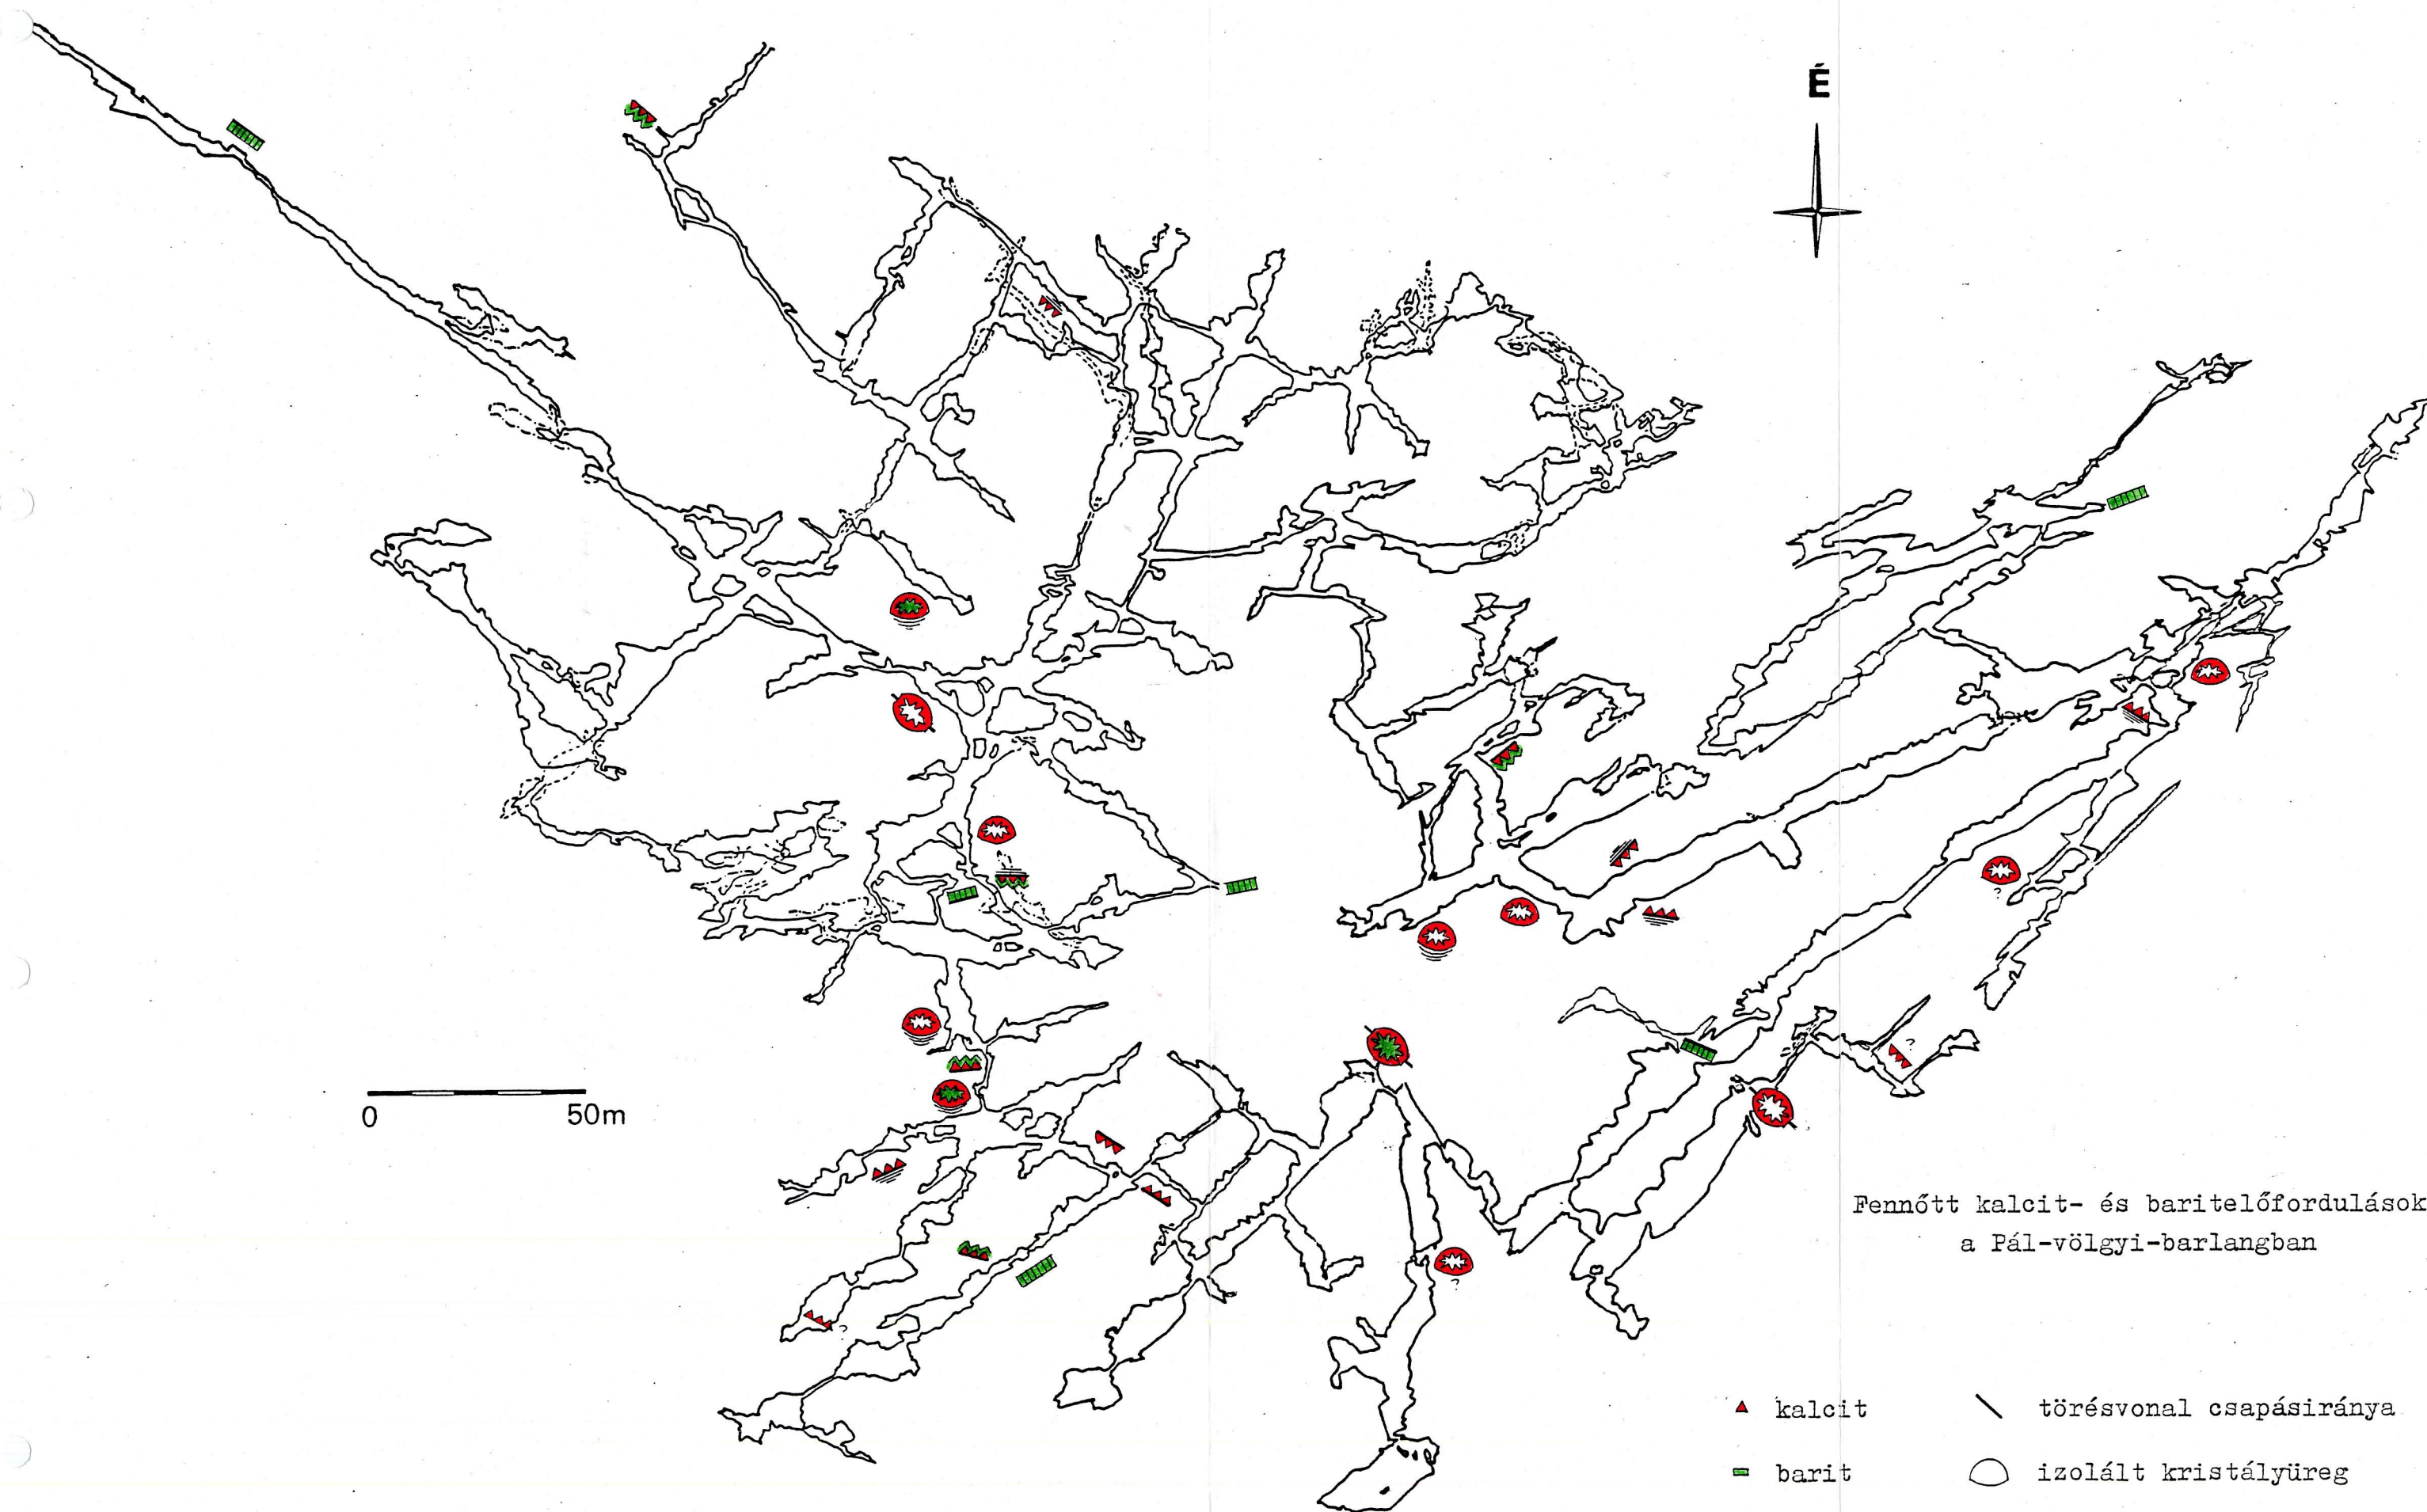 É
?
?
0 50m
Fennőtt kalcit- és baritelőfordulások
a Pál-völgyi-barlangban
?
?
kalcit törésvonal csapásiránya
barit izolált kristályüreg